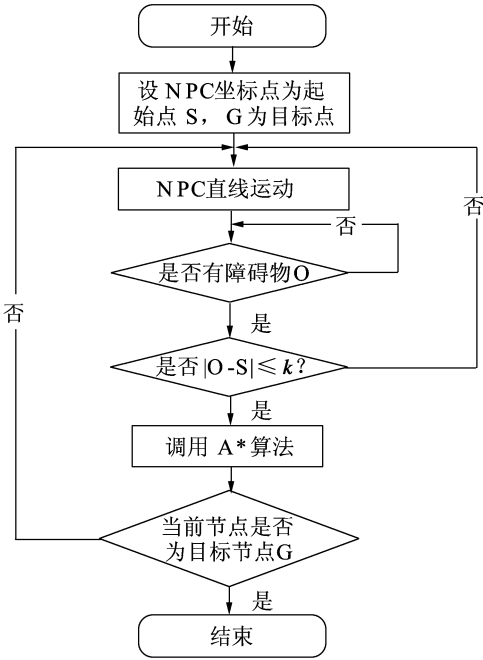 开始
设NPC坐标点为起
始点 S，G为目标点
NPC直线运动
否
否
是否有障碍物O
否
是
是否|O-S|≤k?
是
调用 A*算法
当前节点是否
为目标节点G
是
结束